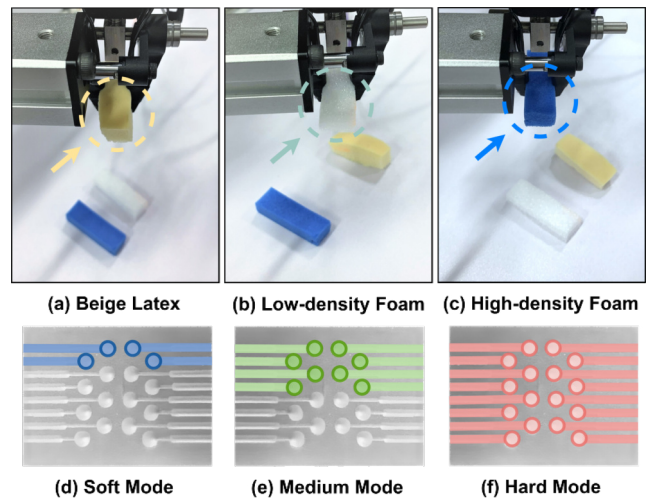 (a) Beige Latex
(b) Low-density Foam
(c) High-density Foam
(d) Soft Mode
(e) Medium Mode
(f) Hard Mode